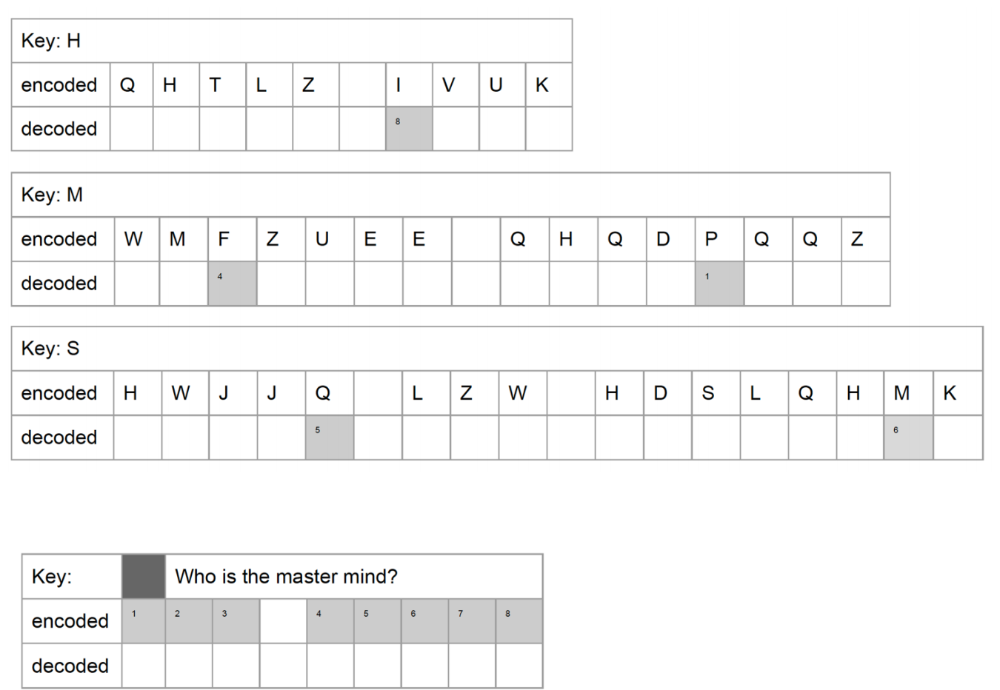 Key: H
encoded Q H T L Z I V U K
decoded 8
Key: M
encoded W M F Z U E E Q H Q D P Q Q Z
decoded 4 1
Key: S
encoded H W J J Q L Z W H D S L Q H M K
decoded 5 6
Key: Who is the master mind?
encoded 1 2 3 4 5 6 7 8
decoded